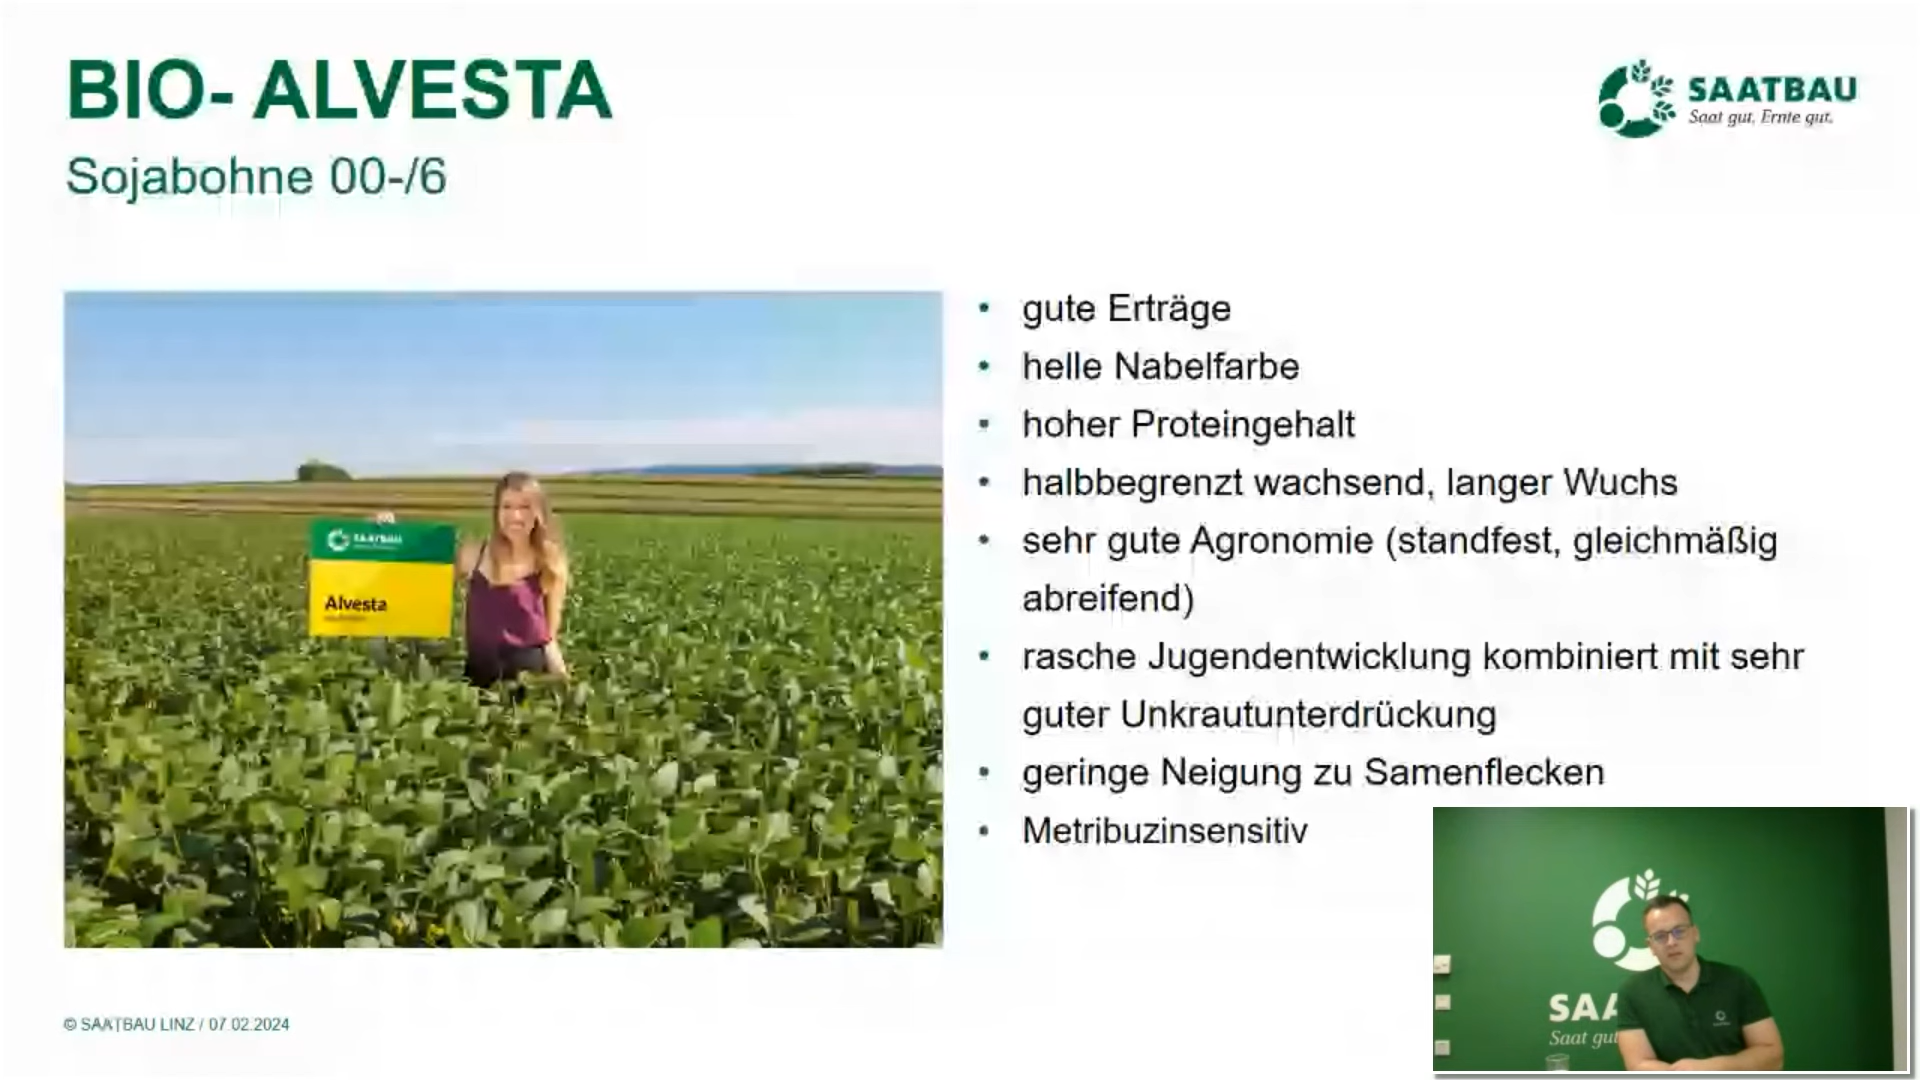 BIO- ALVESTA
Sojabohne 00-/6
SAATBAU
Saat gut, Ernte gut.
SAATBAU
Alvesta
• gute Erträge
• helle Nabelfarbe
• hoher Proteingehalt
• halbbegrenzt wachsend, langer Wuchs
• sehr gute Agronomie (standfest, gleichmäßig
abreifend)
• rasche Jugendentwicklung kombiniert mit sehr
guter Unkrautunterdrückung
• geringe Neigung zu Samenflecken
• Metribuzinsensitiv
SAA
Saat gut
© SAATBAU LINZ / 07.02.2024